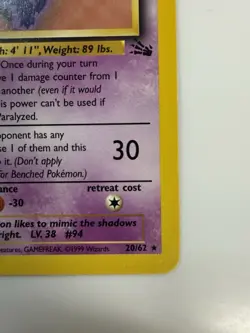 h: 4' 11", Weight: 89 lbs.
Once during your turn
e 1 damage counter from 1
another (even if it would
is power can't be used if
Paralyzed.
ponent has any
e 1 of them and this
o it. (Don't apply
for Benched Pokémon.)
30
ance
retreat cost
-30
on likes to mimic the shadows
right. LV. 38 #94
eatures, GAMEFREAK. ©1999 Wizards.
20/62 ★